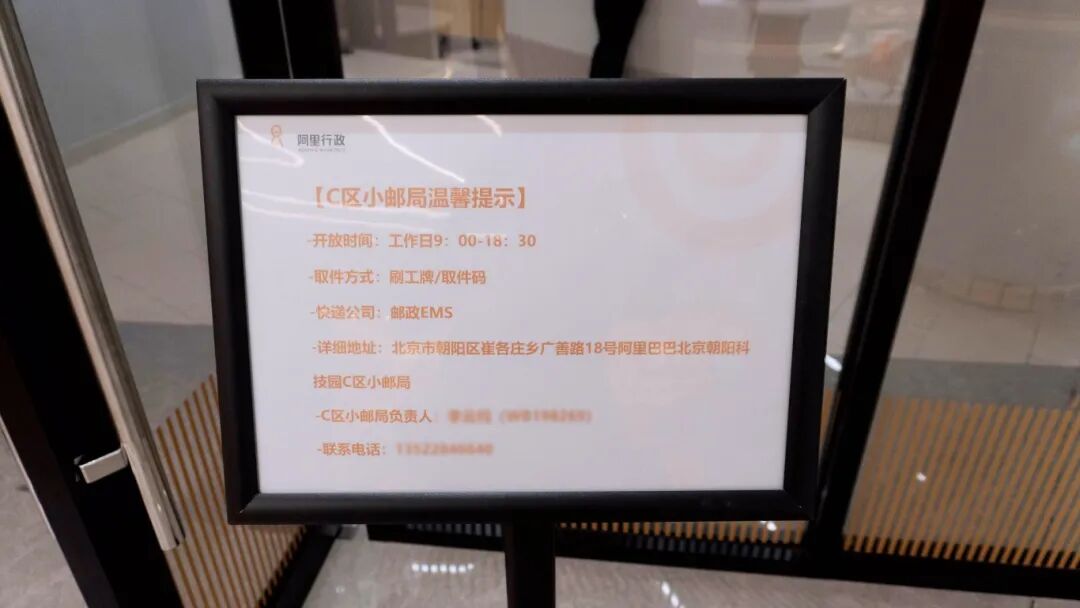 阿里行政
【C区小邮局温馨提示】
-开放时间：工作日9：00-18：30
-取件方式：刷工牌/取件码
-快递公司：邮政EMS
-详细地址：北京市朝阳区崔各庄乡广善路18号阿里巴巴北京朝阳科
技园C区小邮局
-C区小邮局负责人
-联系电话：